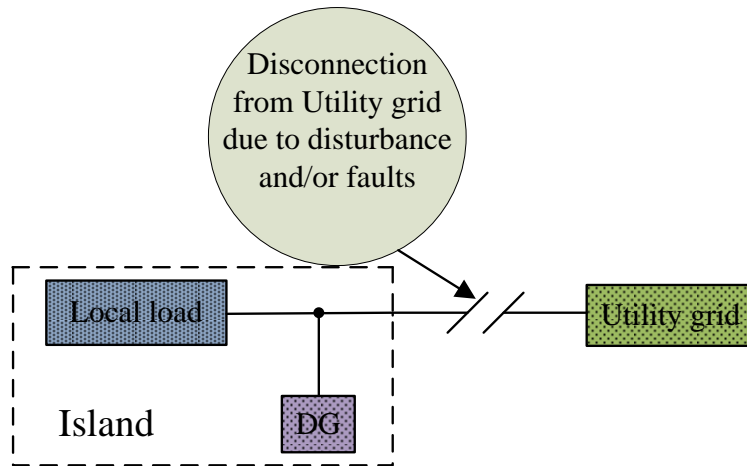 Disconnection
from Utility grid
due to disturbance
and/or faults
Local load
Utility grid
DG
Island